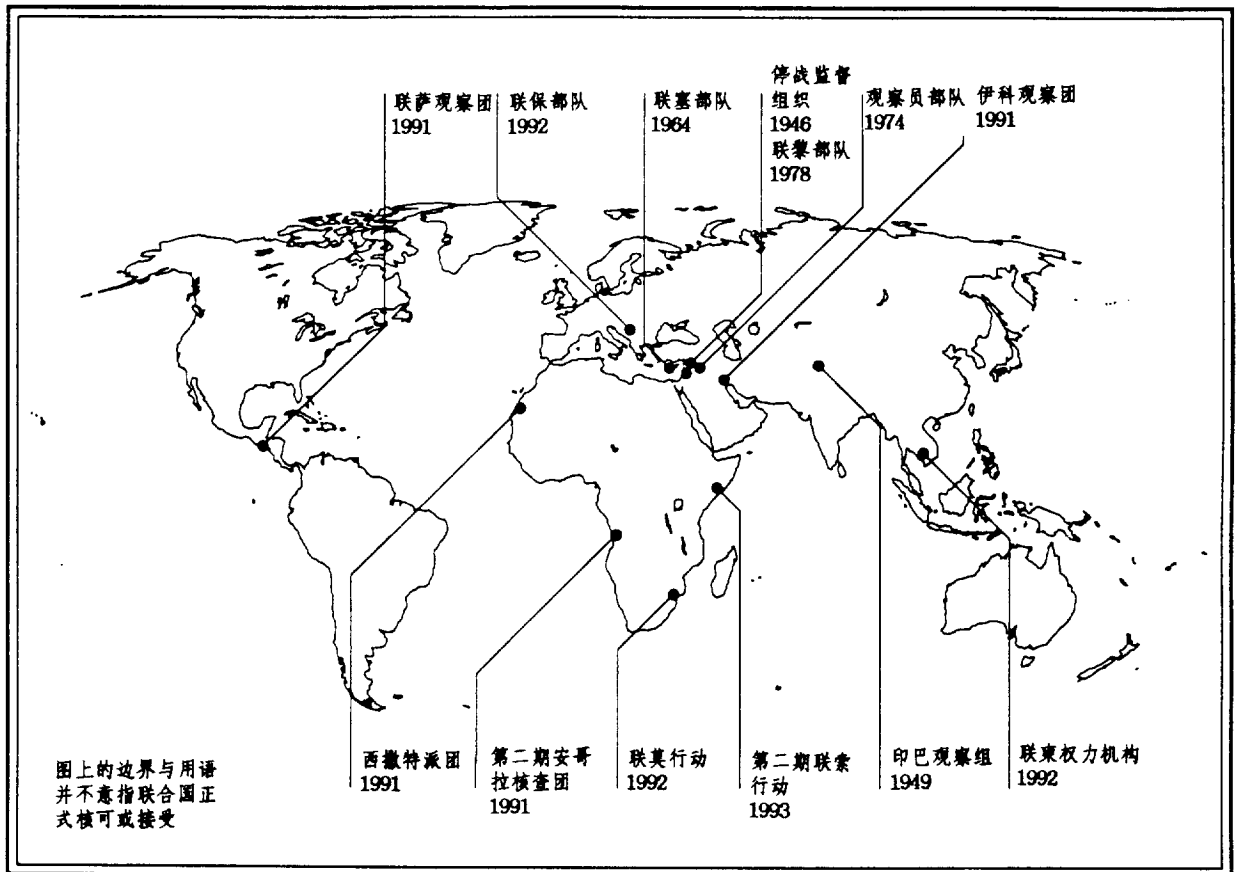 联萨观察团
1991
联保部队
1992
联塞部队
1964
停战监督
组织
1946
联黎部队
1978
观察员部队
1974
伊科观察团
1991
西撒特派团
1991
第二期安哥
拉核查团
1991
联莫行动
1992
第二期联索
行动
1993
印巴观察组
1949
联柬权力机构
1992
图上的边界与用语
并不意指联合国正
式核可或接受